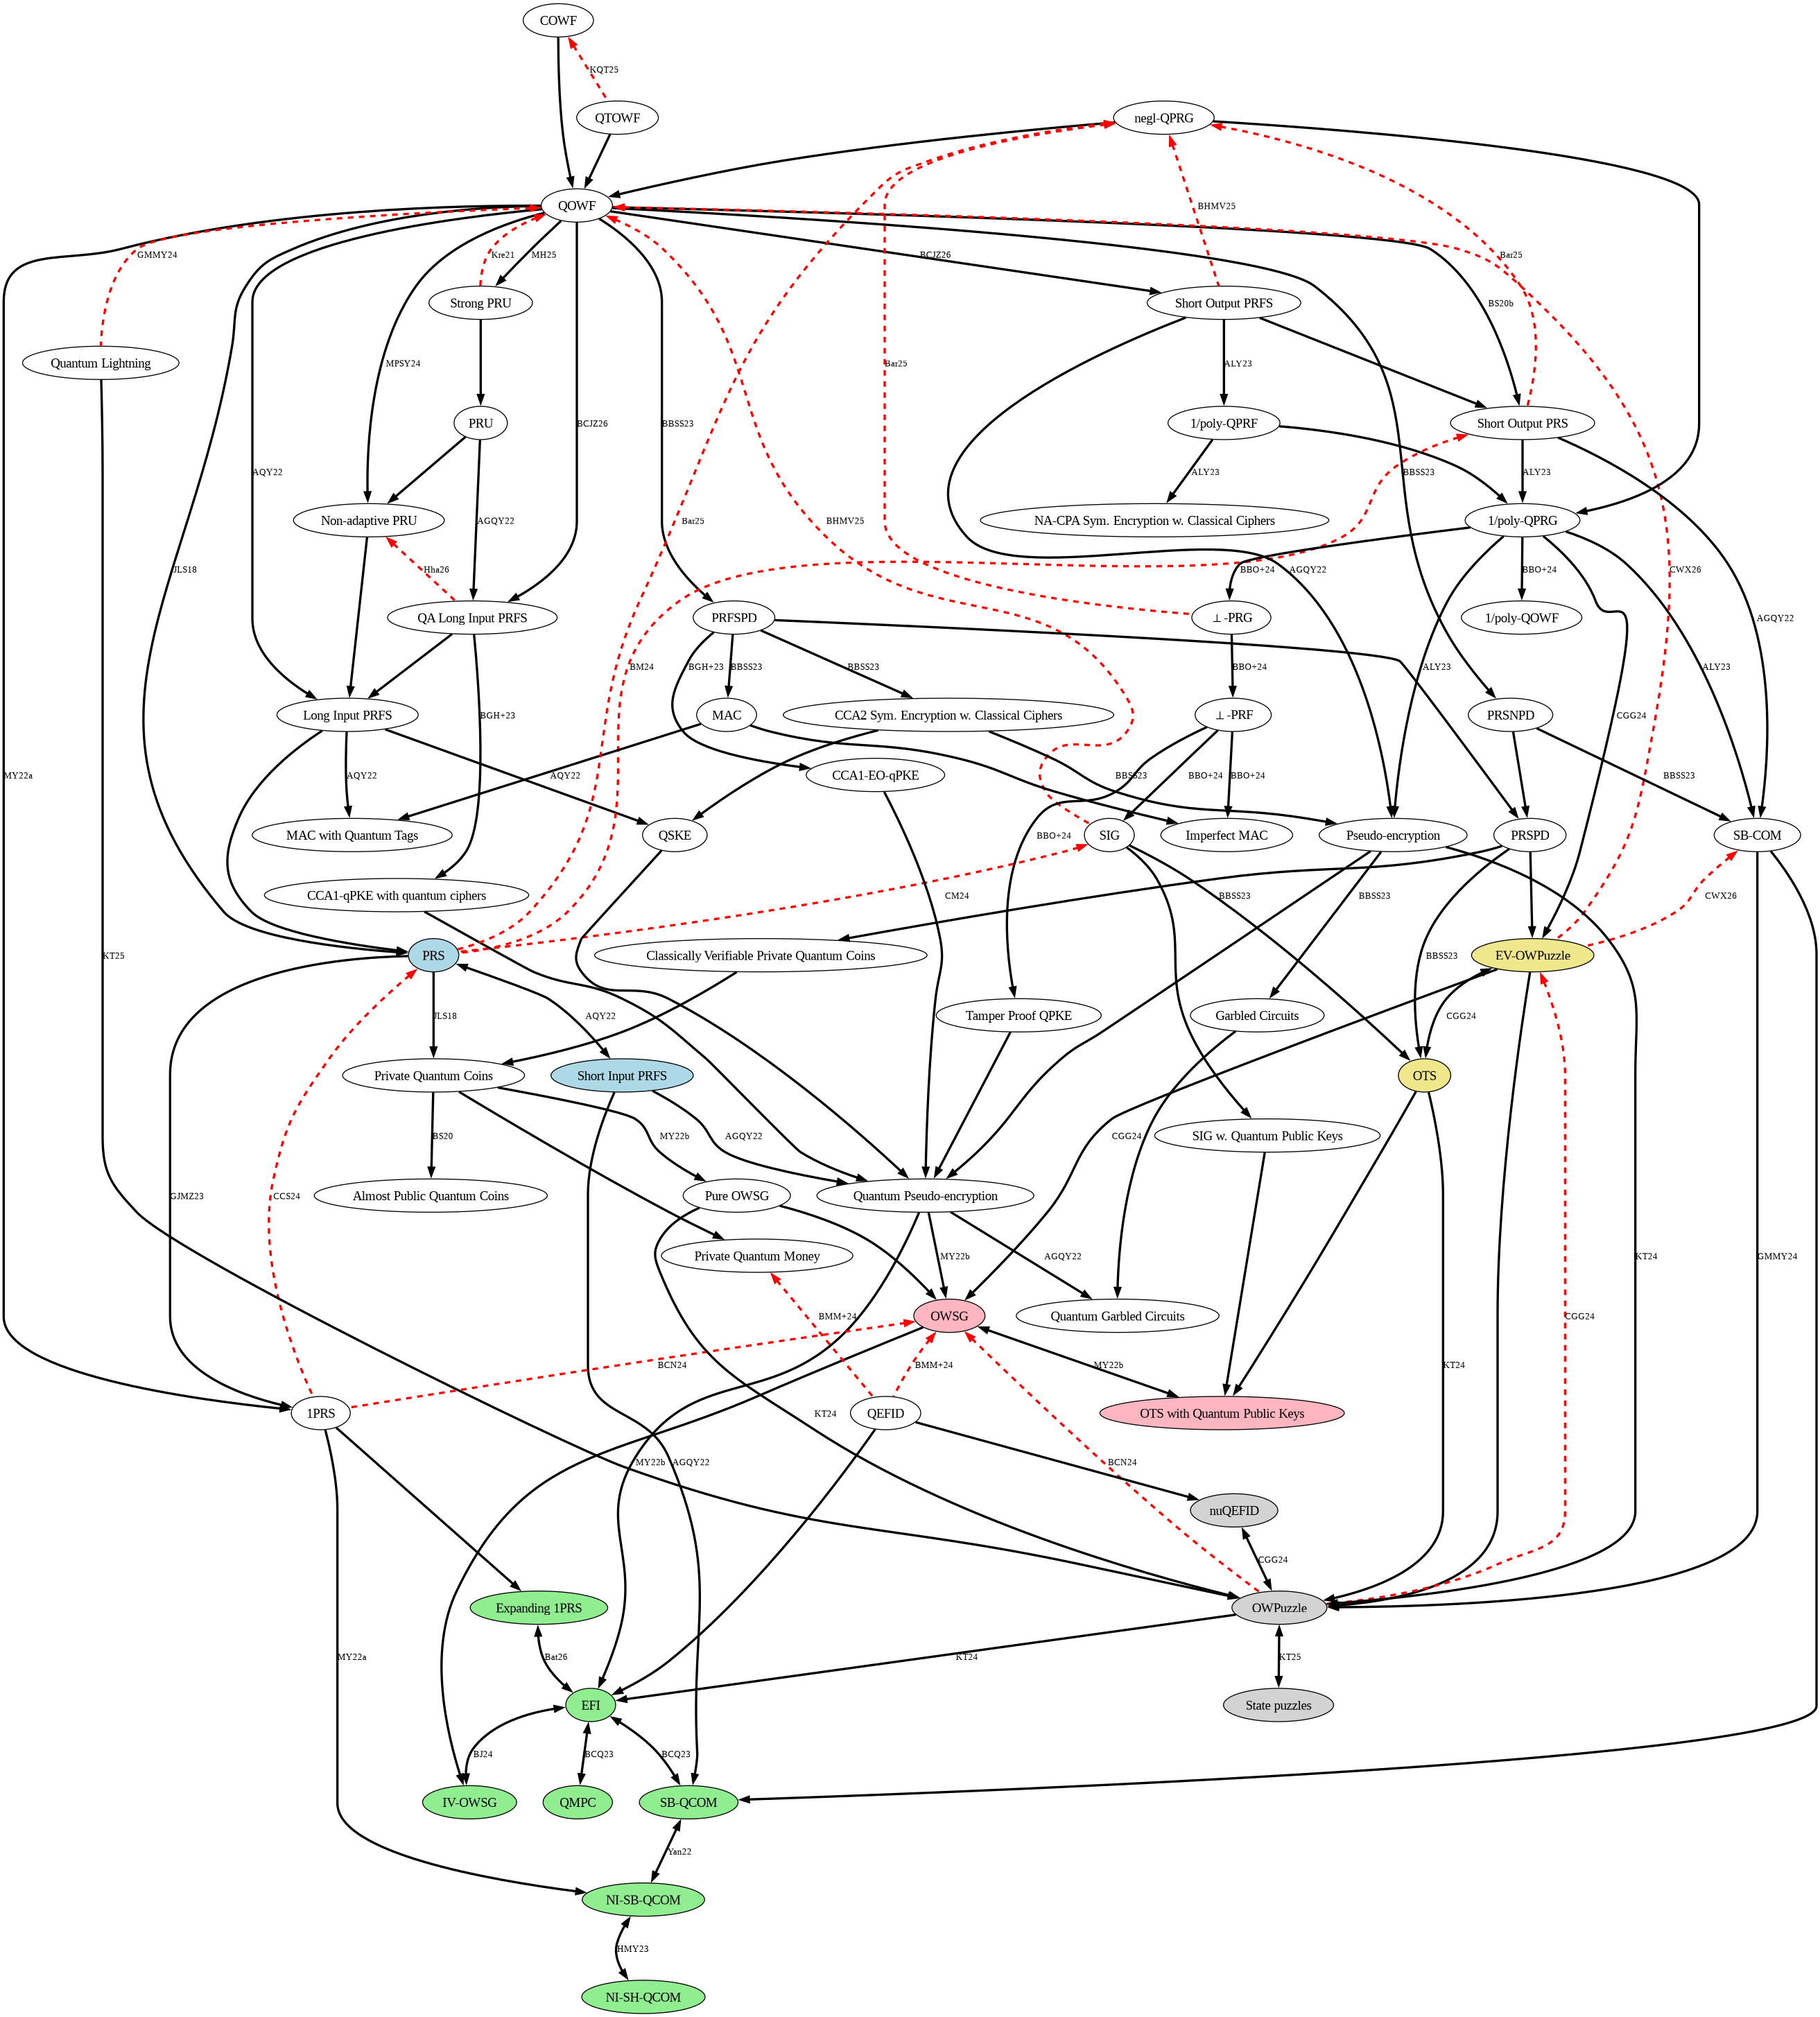 COWF
KQT25
QTOWF
negl-QPRG
QOWF
GMMY24
Kre21
MH25
BCJZ26
BHMV25
Bar25
Strong PRU
Short Output PRFS
BS20b
Quantum Lightning
MPSY24
ALY23
Bar25
PRU
BCJZ26
BBSS23
1/poly-QPRF
Short Output PRS
AQY22
ALY23
BBSS23
ALY23
Non-adaptive PRU
AGQY22
Bar25
BHMV25
NA-CPA Sym. Encryption w. Classical Ciphers
1/poly-QPRG
JLS18
Hha26
BBO+24
AGQY22
BBO+24
CWX26
QA Long Input PRFS
PRFSPD
⊥-PRG
1/poly-QOWF
AGQY22
BM24
BGH+23
BBSS23
BBSS23
BBO+24
ALY23
ALY23
Long Input PRFS
BGH+23
MAC
CCA2 Sym. Encryption w. Classical Ciphers
⊥-PRF
CGG24
PRSNPD
MY22a
AQY22
AQY22
CCA1-EO-qPKE
BBSS23
BBO+24
BBO+24
BBSS23
MAC with Quantum Tags
QSKE
BBO+24
SIG
Imperfect MAC
Pseudo-encryption
PRSPD
SB-COM
CCA1-qPKE with quantum ciphers
CM24
BBSS23
BBSS23
CWX26
KT25
PRS
Classically Verifiable Private Quantum Coins
BBSS23
EV-OWPuzzle
JLS18
AQY22
Tamper Proof QPKE
Garbled Circuits
CGG24
Private Quantum Coins
Short Input PRFS
OTS
BS20
MY22b
AGQY22
CGG24
SIG w. Quantum Public Keys
GJMZ23
CCS24
Almost Public Quantum Coins
Pure OWSG
Quantum Pseudo-encryption
Private Quantum Money
MY22b
AGQY22
KT24
GMMY24
OWSG
Quantum Garbled Circuits
CGG24
BCN24
BMM+24
BMM+24
MY22b
KT24
1PRS
KT24
QEFID
OTS with Quantum Public Keys
MY22b
AGQY22
BCN24
nuQEFID
CGG24
Expanding 1PRS
OWPuzzle
MY22a
Bat26
KT24
KT25
EFI
State puzzles
BJ24
BCQ23
BCQ23
IV-OWSG
QMPC
SB-QCOM
Yan22
NI-SB-QCOM
HMY23
NI-SH-QCOM